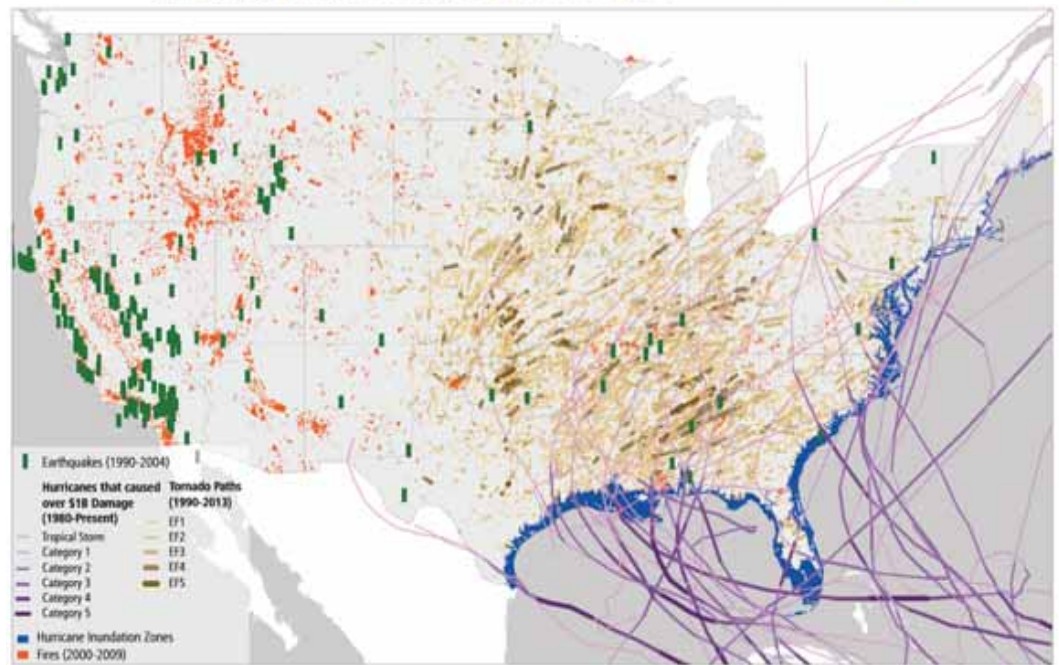 Earthquakes (1990-2004)
Hurricanes that caused
over $1B Damage
(1980-Present)
Tropical Storm
Category 1
Category 2
Category 3
Category 4
Category 5
Tornado Paths
(1990-2013)
EF1
EF2
EF3
EF4
EF5
Hurricane Inundation Zones
Fires (2000-2009)